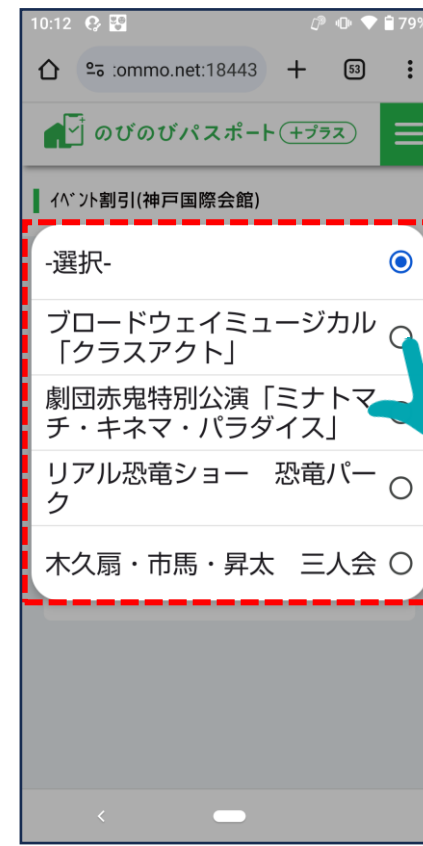 10:12
79%
:ommo.net:18443
53
のびのびパスポート
+プラス
ｲﾍﾞﾝﾄ割引(神戸国際会館)
-選択-
ブロードウェイミュージカル
「クラスアクト」
劇団赤鬼特別公演「ミナトマ
チ・キネマ・パラダイス」
リアル恐竜ショー　恐竜パー
ク
木久扇・市馬・昇太　三人会